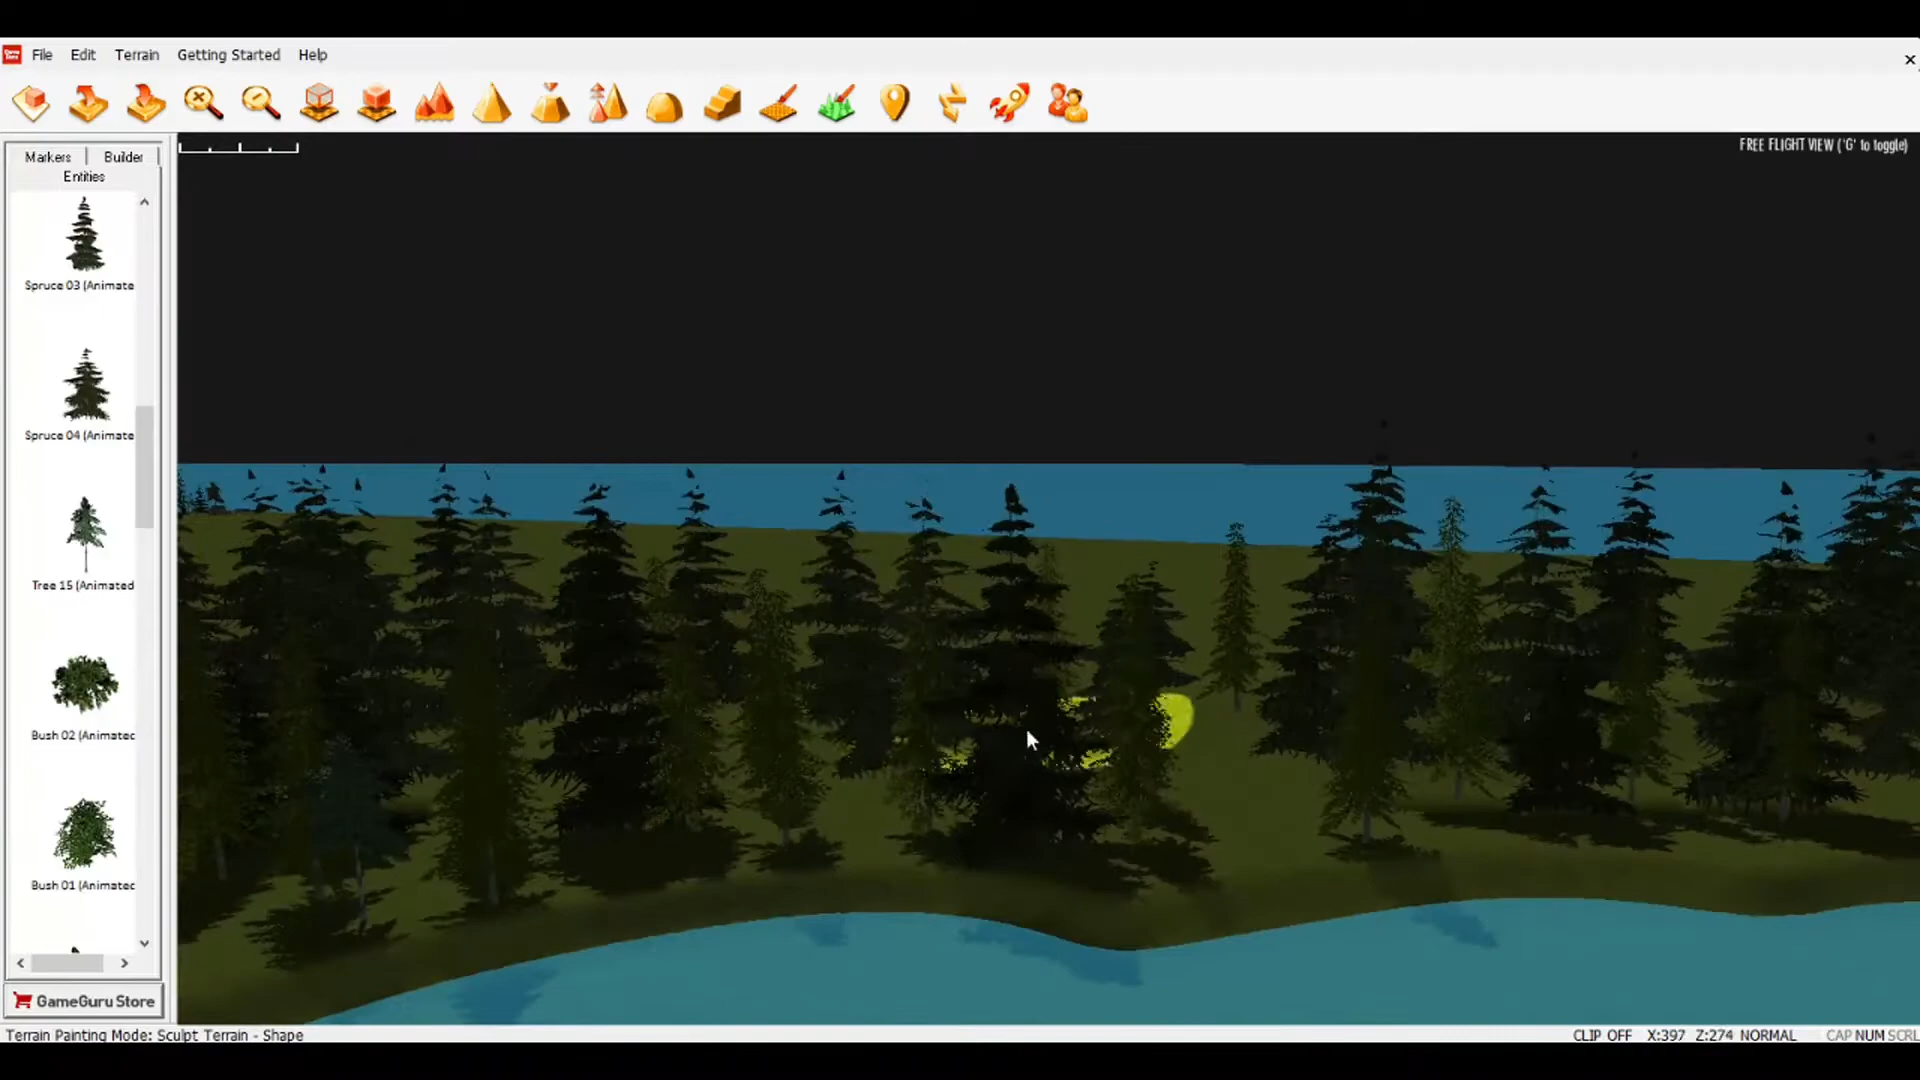 File Edit Terrain Getting Started Help
FREE FLIGHT VIEW ('G' to toggle)
Markers Builder
Entities
Spruce 03 (Animate
Spruce 04 (Animate
Tree 15 (Animated
Bush 02 (Animated
Bush 01 (Animated
GameGuru Store
Terrain Painting Mode: Sculpt Terrain - Shape
CLIP OFF X:397 Z:274 NORMAL CAP NUM SCRL